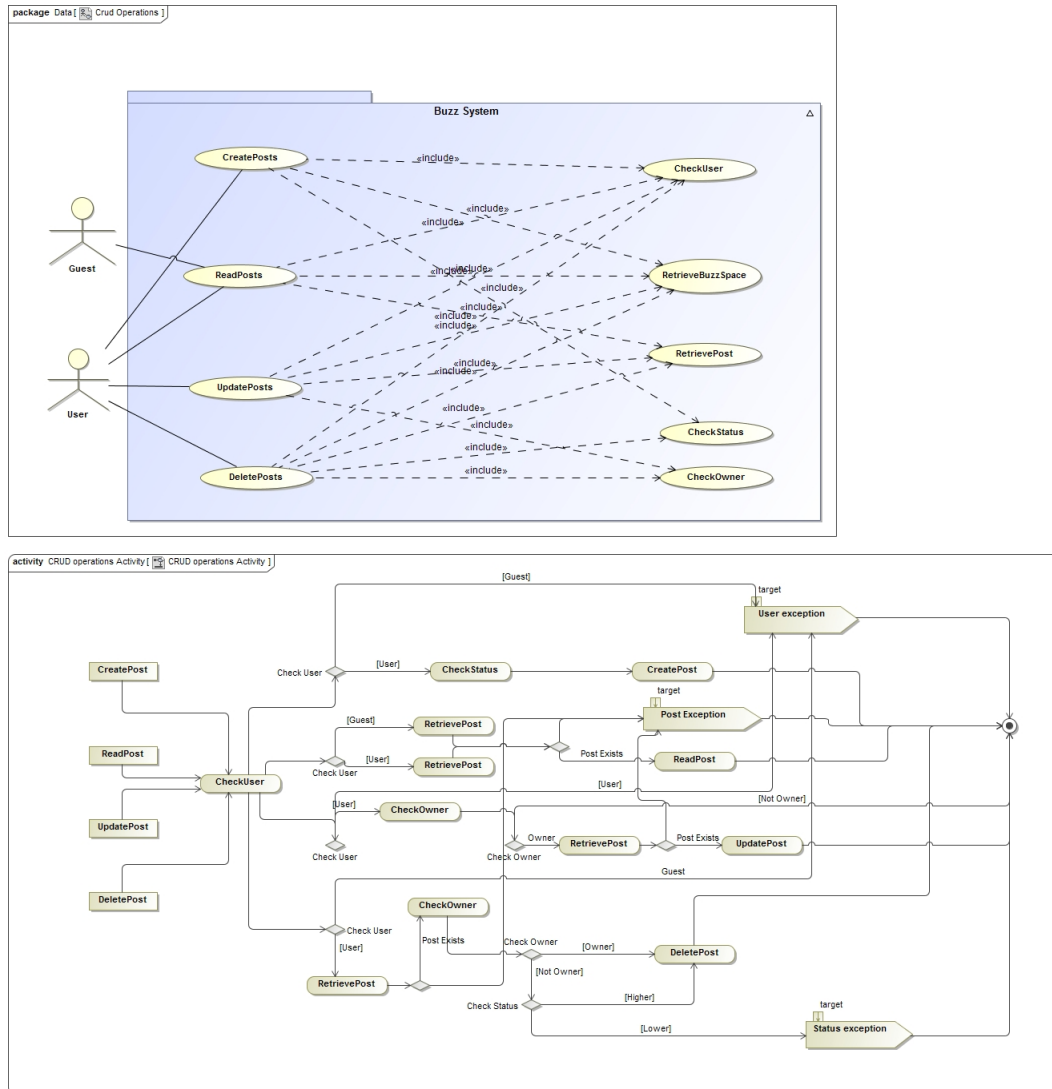 package Data [ Crud Operations ]
Buzz System
CreatePosts
«include»
CheckUser
«include»
«include»
Guest
ReadPosts
«include»
«include»
RetrieveBuzzSpace
«include»
«include»
«include»
RetrievePost
User
UpdatePosts
«include»
«include»
«include»
«include»
CheckStatus
«include»
DeletePosts
«include»
CheckOwner
activity CRUD operations Activity [ CRUD operations Activity ]
[Guest]
target
User exception
CreatePost
Check User
[User]
CheckStatus
CreatePost
target
[Guest]
RetrievePost
Post Exception
ReadPost
Post Exists
Check User
[User]
RetrievePost
ReadPost
CheckUser
[User]
[User]
CheckOwner
[Not Owner]
UpdatePost
Check User
Check Owner
Owner
RetrievePost
Post Exists
UpdatePost
Guest
DeletePost
CheckOwner
Check User
Post Exists
Check Owner
[User]
[Owner]
DeletePost
[Not Owner]
RetrievePost
Check Status
[Higher]
target
[Lower]
Status exception